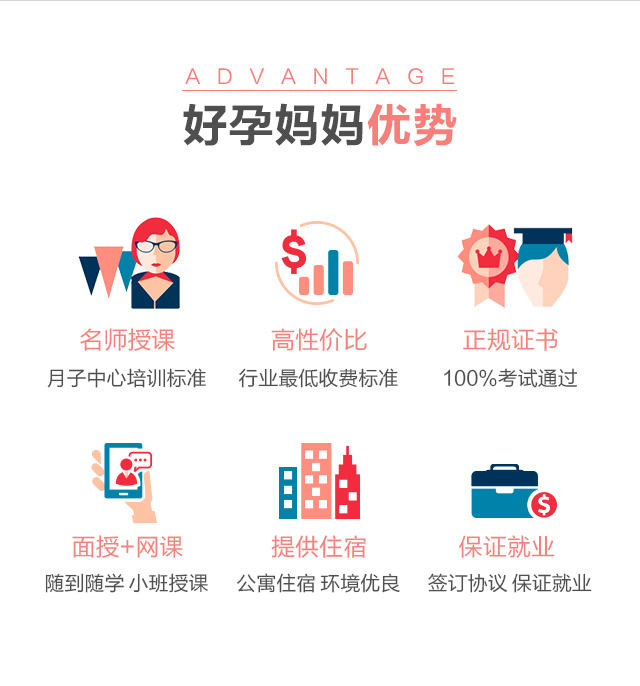 ADVANTAGE
好孕妈妈优势
名师授课
月子中心培训标准
高性价比
行业最低收费标准
正规证书
100%考试通过
面授+网课
随到随学 小班授课
提供住宿
公寓住宿 环境优良
保证就业
签订协议 保证就业